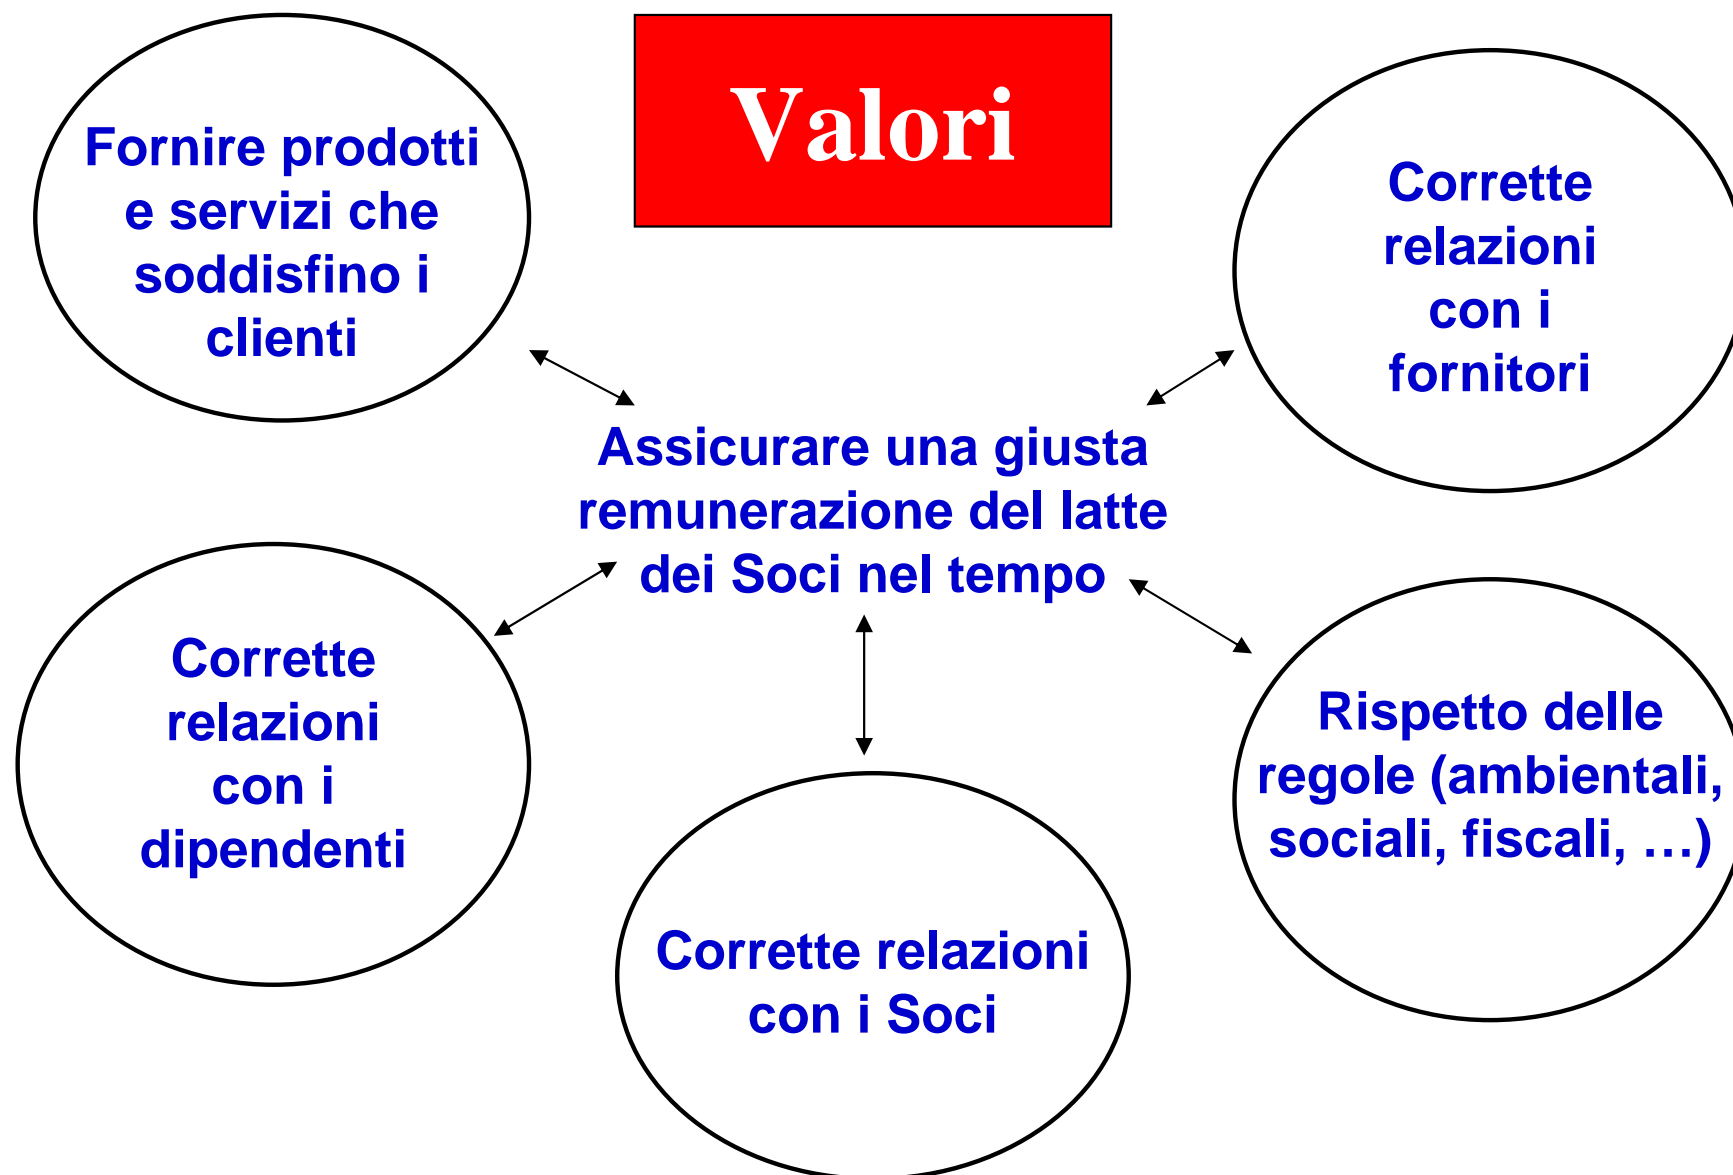 Valori
Fornire prodotti
e servizi che
soddisfino i
clienti
Corrette
relazioni
con i
fornitori
Assicurare una giusta
remunerazione del latte
dei Soci nel tempo
Corrette
relazioni
con i
dipendenti
Corrette relazioni
con i Soci
Rispetto delle
regole (ambientali,
sociali, fiscali, …)